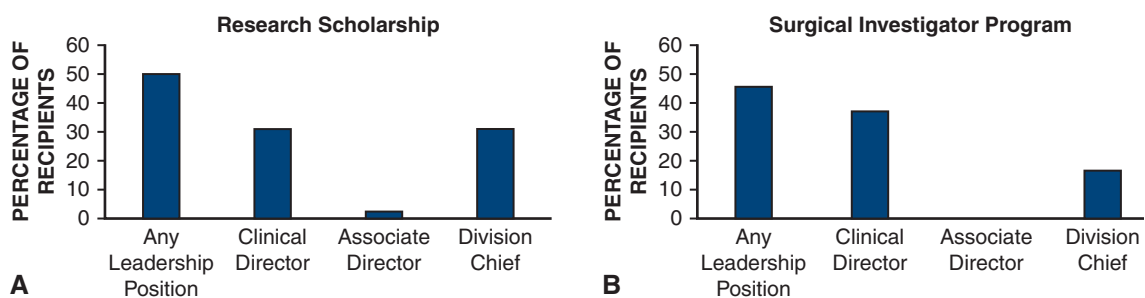 Research Scholarship
PERCENTAGE OF
RECIPIENTS
60
50
40
30
20
10
0
Any
Leadership
Position
Clinical
Director
Associate
Director
Division
Chief
A
Surgical Investigator Program
PERCENTAGE OF
RECIPIENTS
60
50
40
30
20
10
0
Any
Leadership
Position
Clinical
Director
Associate
Director
Division
Chief
B